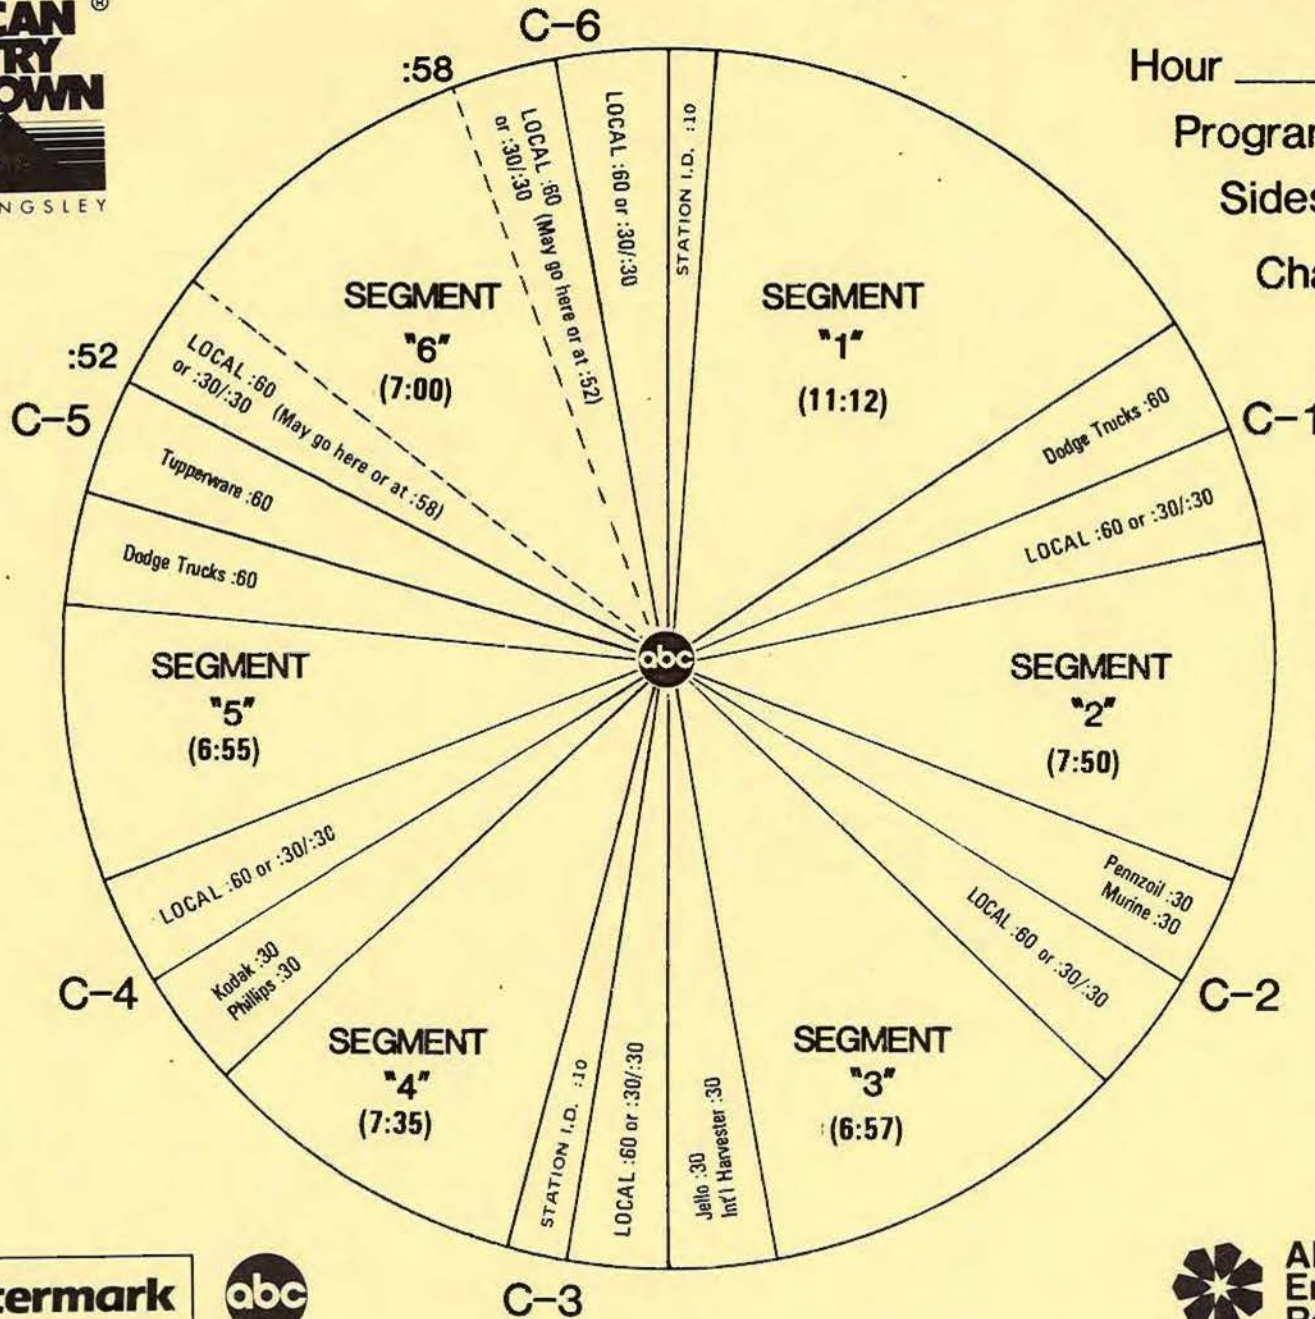 ®
C-6
:58
Hour
Sides
NGSLEY
STATION I.D. :10
LOCAL :60 or :30/:30
LOCAL :60 (May go here or at :52)
or :30/:30
SEGMENT
"6"
(7:00)
SEGMENT
"1"
(11:12)
:52
C-5
LOCAL :60 (May go here or at :58)
or :30/:30
Tupperware :60
Dodge Trucks :60
Dodge Trucks :60
C-1
LOCAL :60 or :30/:30
abc
SEGMENT
"5"
(6:55)
SEGMENT
"2"
(7:50)
LOCAL :60 or :30/:30
Kodak :30
Phillips :30
C-4
Pennzoil :30
Murine :30
LOCAL :60 or :30/:30
C-2
SEGMENT
"4"
(7:35)
STATION I.D. :10
LOCAL :60 or :30/:30
Jello :30
Int'l Harvester :30
SEGMENT
"3"
(6:57)
C-3
termark
abc